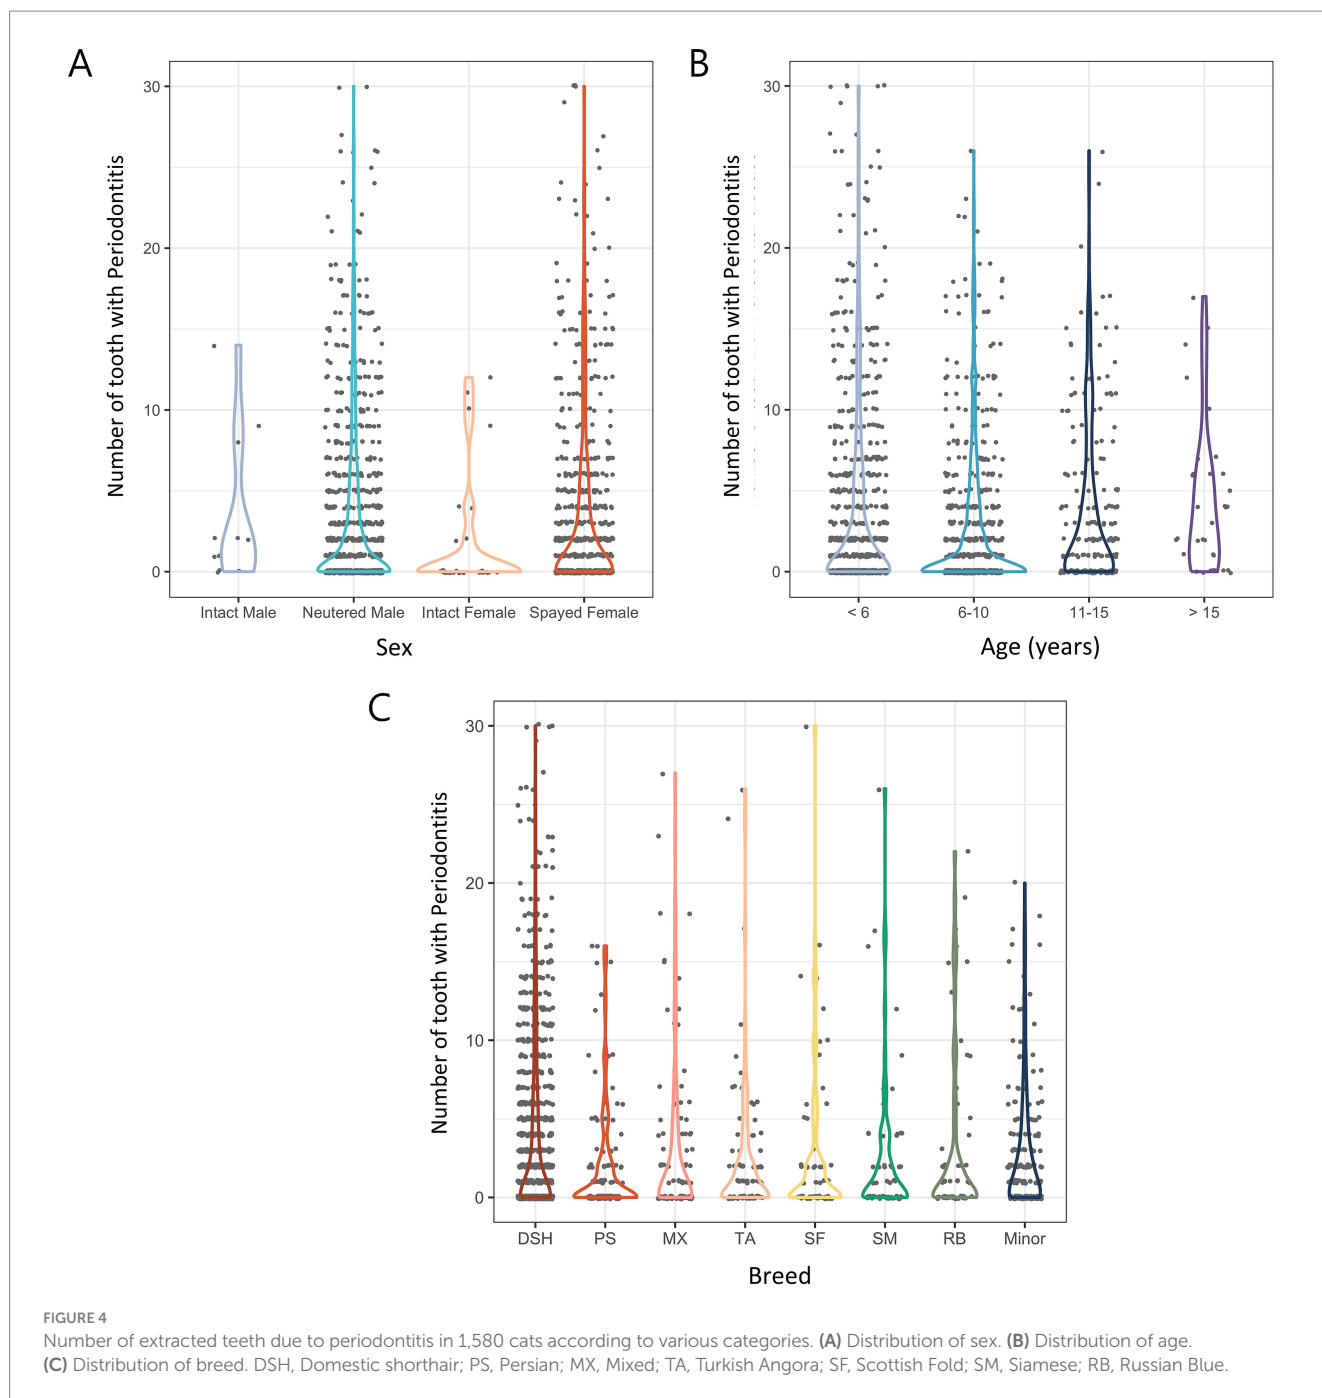 A
Number of tooth with Periodontitis
30
20
10
0
Intact Male
Neutered Male
Intact Female
Spayed Female
Sex
B
Number of tooth with Periodontitis
30
20
10
0
< 6
6-10
11-15
> 15
Age (years)
C
Number of tooth with Periodontitis
30
20
10
0
DSH
PS
MX
TA
SF
SM
RB
Minor
Breed
FIGURE 4
Number of extracted teeth due to periodontitis in 1,580 cats according to various categories. (A) Distribution of sex. (B) Distribution of age.
(C) Distribution of breed. DSH, Domestic shorthair; PS, Persian; MX, Mixed; TA, Turkish Angora; SF, Scottish Fold; SM, Siamese; RB, Russian Blue.